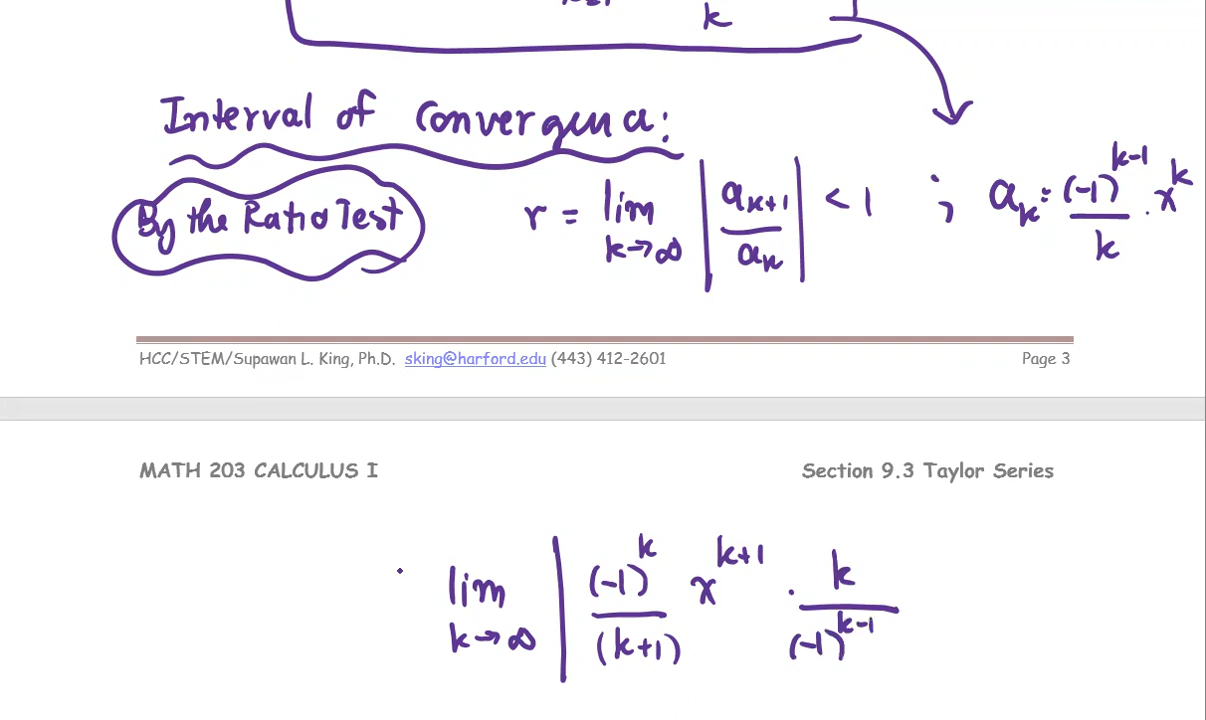 k
Interval of Convergence:
By the Ratio Test r = lim k→∞ | a_{k+1} / a_k | < 1 ; a_k = (-1)^{k-1} / k · x^k
HCC/STEM/Supawan L. King, Ph.D. sking@harford.edu (443) 412-2601 Page 3
MATH 203 CALCULUS I Section 9.3 Taylor Series
lim k→∞ | (-1)^k / (k+1) x^{k+1} · k / (-1)^{k-1}